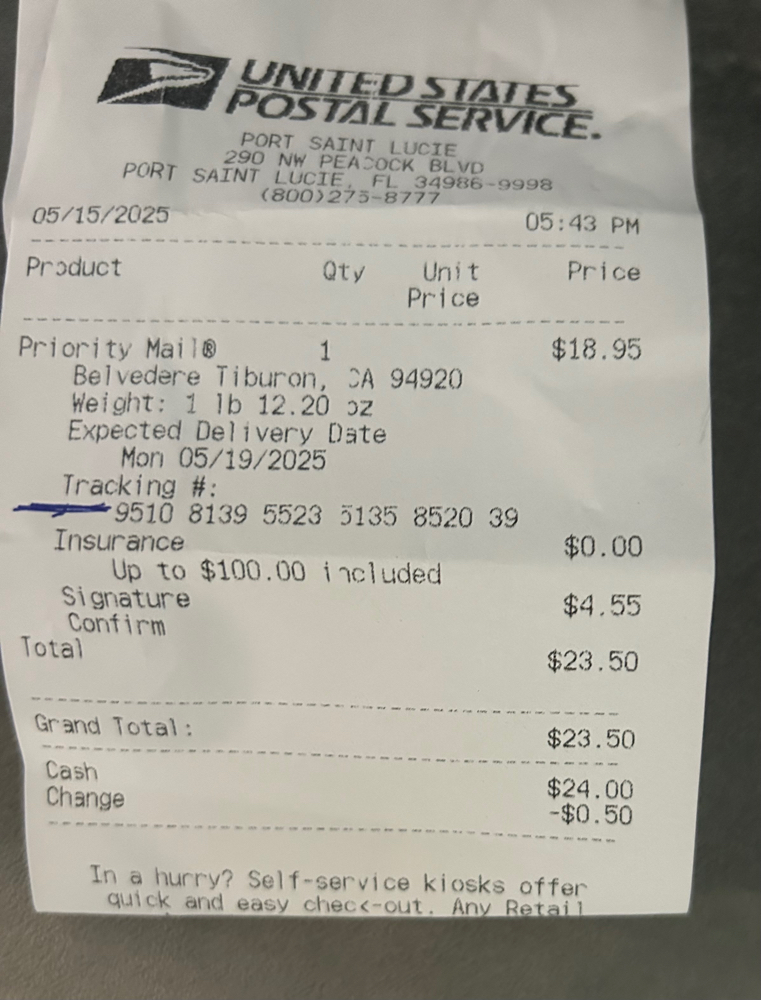 UNITED STATES
POSTAL SERVICE.
PORT SAINT LUCIE
290 NW PEACOCK BLVD
PORT SAINT LUCIE, FL 34986-9998
(800)275-8777
05/15/2025 05:43 PM
Product Qty Unit Price
Price
Priority Mail® 1 $18.95
Belvedere Tiburon, CA 94920
Weight: 1 lb 12.20 oz
Expected Delivery Date
Mon 05/19/2025
Tracking #:
9510 8139 5523 5135 8520 39
Insurance $0.00
Up to $100.00 included
Signature $4.55
Confirm
Total $23.50
Grand Total: $23.50
Cash $24.00
Change -$0.50
In a hurry? Self-service kiosks offer
quick and easy check-out. Any Retail